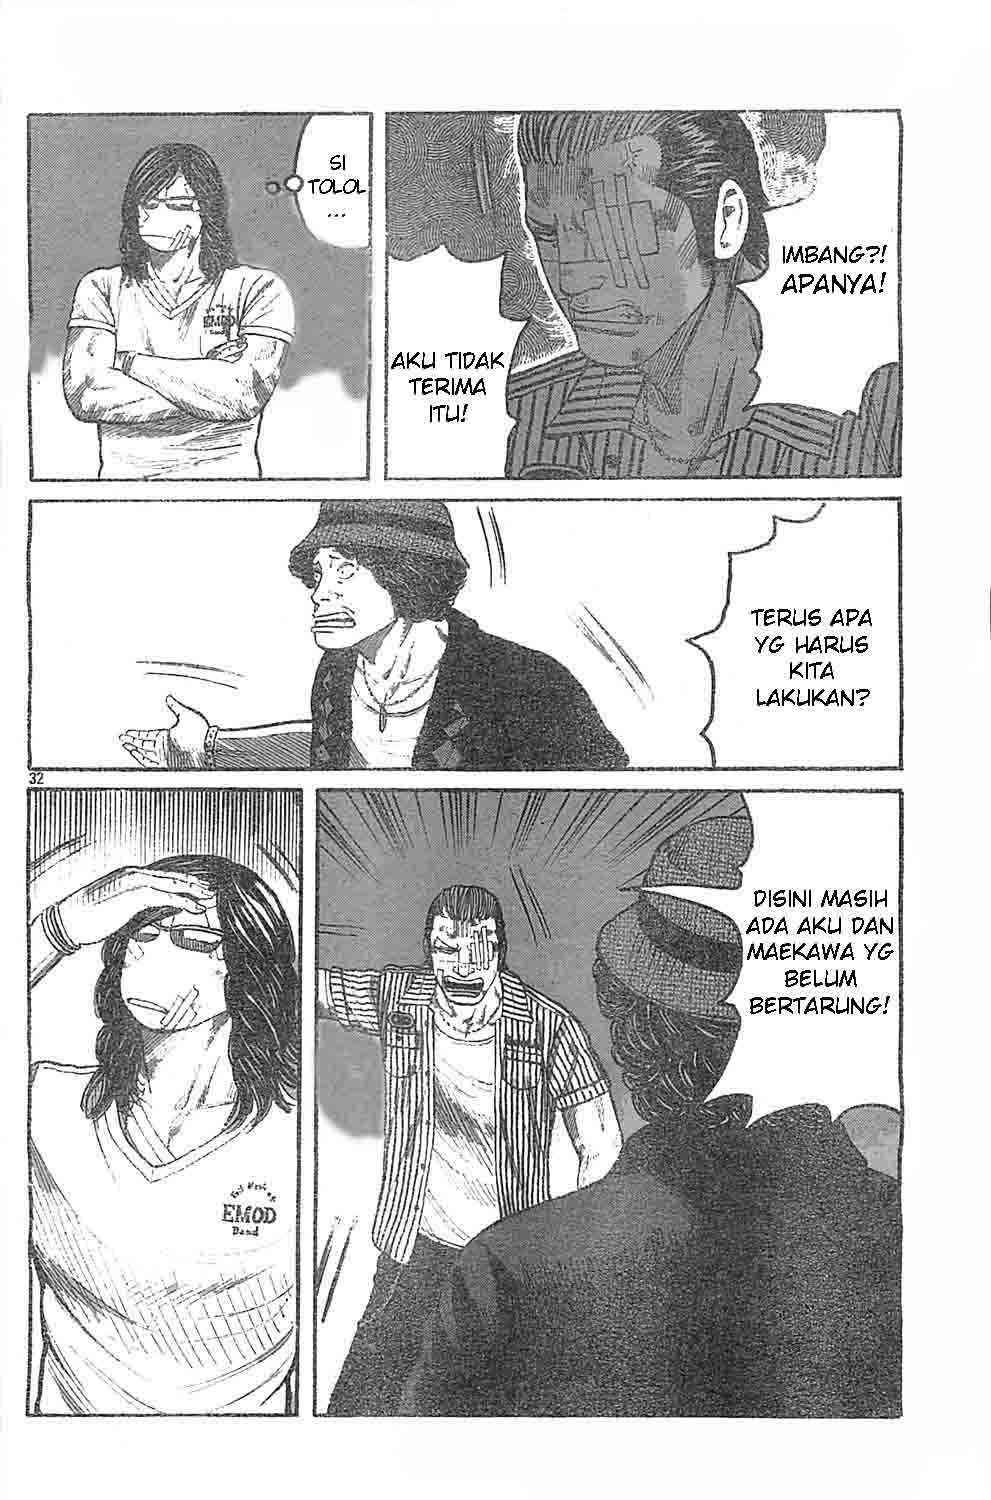 IMBANG?!
APANYA!
AKU TIDAK
TERIMA
ITU!
SI
TOLOL
...
EMOD
Band
TERUS APA
YG HARUS
KITA
LAKUKAN?
32
DISINI MASIH
ADA AKU DAN
MAEKAWA YG
BELUM
BERTARUNG!
EMOD
Band